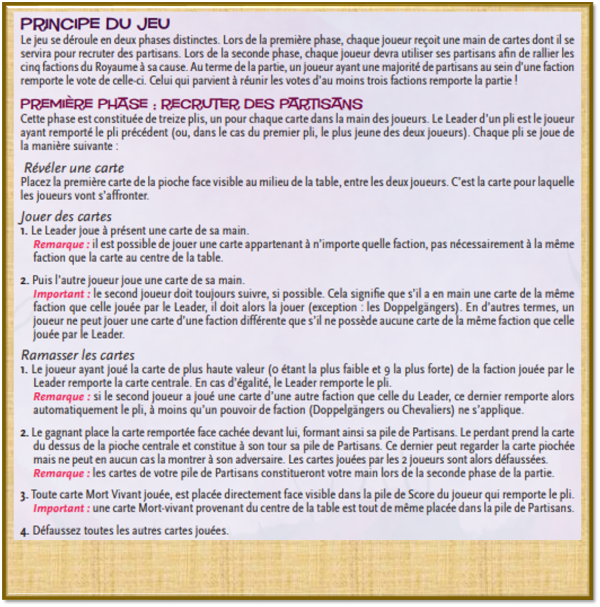 PRINCIPE DU JEU
Le jeu se déroule en deux phases distinctes. Lors de la première phase, chaque joueur reçoit une main de cartes dont il se
servira pour recruter des partisans. Lors de la seconde phase, chaque joueur devra utiliser ses partisans afin de rallier les
cinq factions du Royaume à sa cause. Au terme de la partie, un joueur ayant une majorité de partisans au sein d'une faction
remporte le vote de celle-ci. Celui qui parvient à réunir les votes d'au moins trois factions remporte la partie !
PREMIÈRE PHASE : RECRUTER DES PARTISANS
Cette phase est constituée de treize plis, un pour chaque carte dans la main des joueurs. Le Leader d'un pli est le joueur
ayant remporté le pli précédent (ou, dans le cas du premier pli, le plus jeune des deux joueurs). Chaque pli se joue de
la manière suivante :
Révéler une carte
Placez la première carte de la pioche face visible au milieu de la table, entre les deux joueurs. C'est la carte pour laquelle
les joueurs vont s'affronter.
Jouer des cartes
1. Le Leader joue à présent une carte de sa main.
Remarque : il est possible de jouer une carte appartenant à n'importe quelle faction, pas nécessairement à la même
faction que la carte au centre de la table.
2. Puis l'autre joueur joue une carte de sa main.
Important : le second joueur doit toujours suivre, si possible. Cela signifie que s'il a en main une carte de la même
faction que celle jouée par le Leader, il doit alors la jouer (exception : les Doppelgängers). En d'autres termes, un
joueur ne peut jouer une carte d'une faction différente que s'il ne possède aucune carte de la même faction que celle
jouée par le Leader.
Ramasser les cartes
1. Le joueur ayant joué la carte de plus haute valeur (0 étant la plus faible et 9 la plus forte) de la faction jouée par le
Leader remporte la carte centrale. En cas d'égalité, le Leader remporte le pli.
Remarque : si le second joueur a joué une carte d'une autre faction que celle du Leader, ce dernier remporte alors
automatiquement le pli, à moins qu'un pouvoir de faction (Doppelgängers ou Chevaliers) ne s'applique.
2. Le gagnant place la carte remportée face cachée devant lui, formant ainsi sa pile de Partisans. Le perdant prend la carte
du dessus de la pioche centrale et constitue à son tour sa pile de Partisans. Ce dernier peut regarder la carte piochée
mais ne peut en aucun cas la montrer à son adversaire. Les cartes jouées par les 2 joueurs sont alors défaussées.
Remarque : les cartes de votre pile de Partisans constitueront votre main lors de la seconde phase de la partie.
3. Toute carte Mort Vivant jouée, est placée directement face visible dans la pile de Score du joueur qui remporte le pli.
Important : une carte Mort-vivant provenant du centre de la table est tout de même placée dans la pile de Partisans.
4. Défaussez toutes les autres cartes jouées.